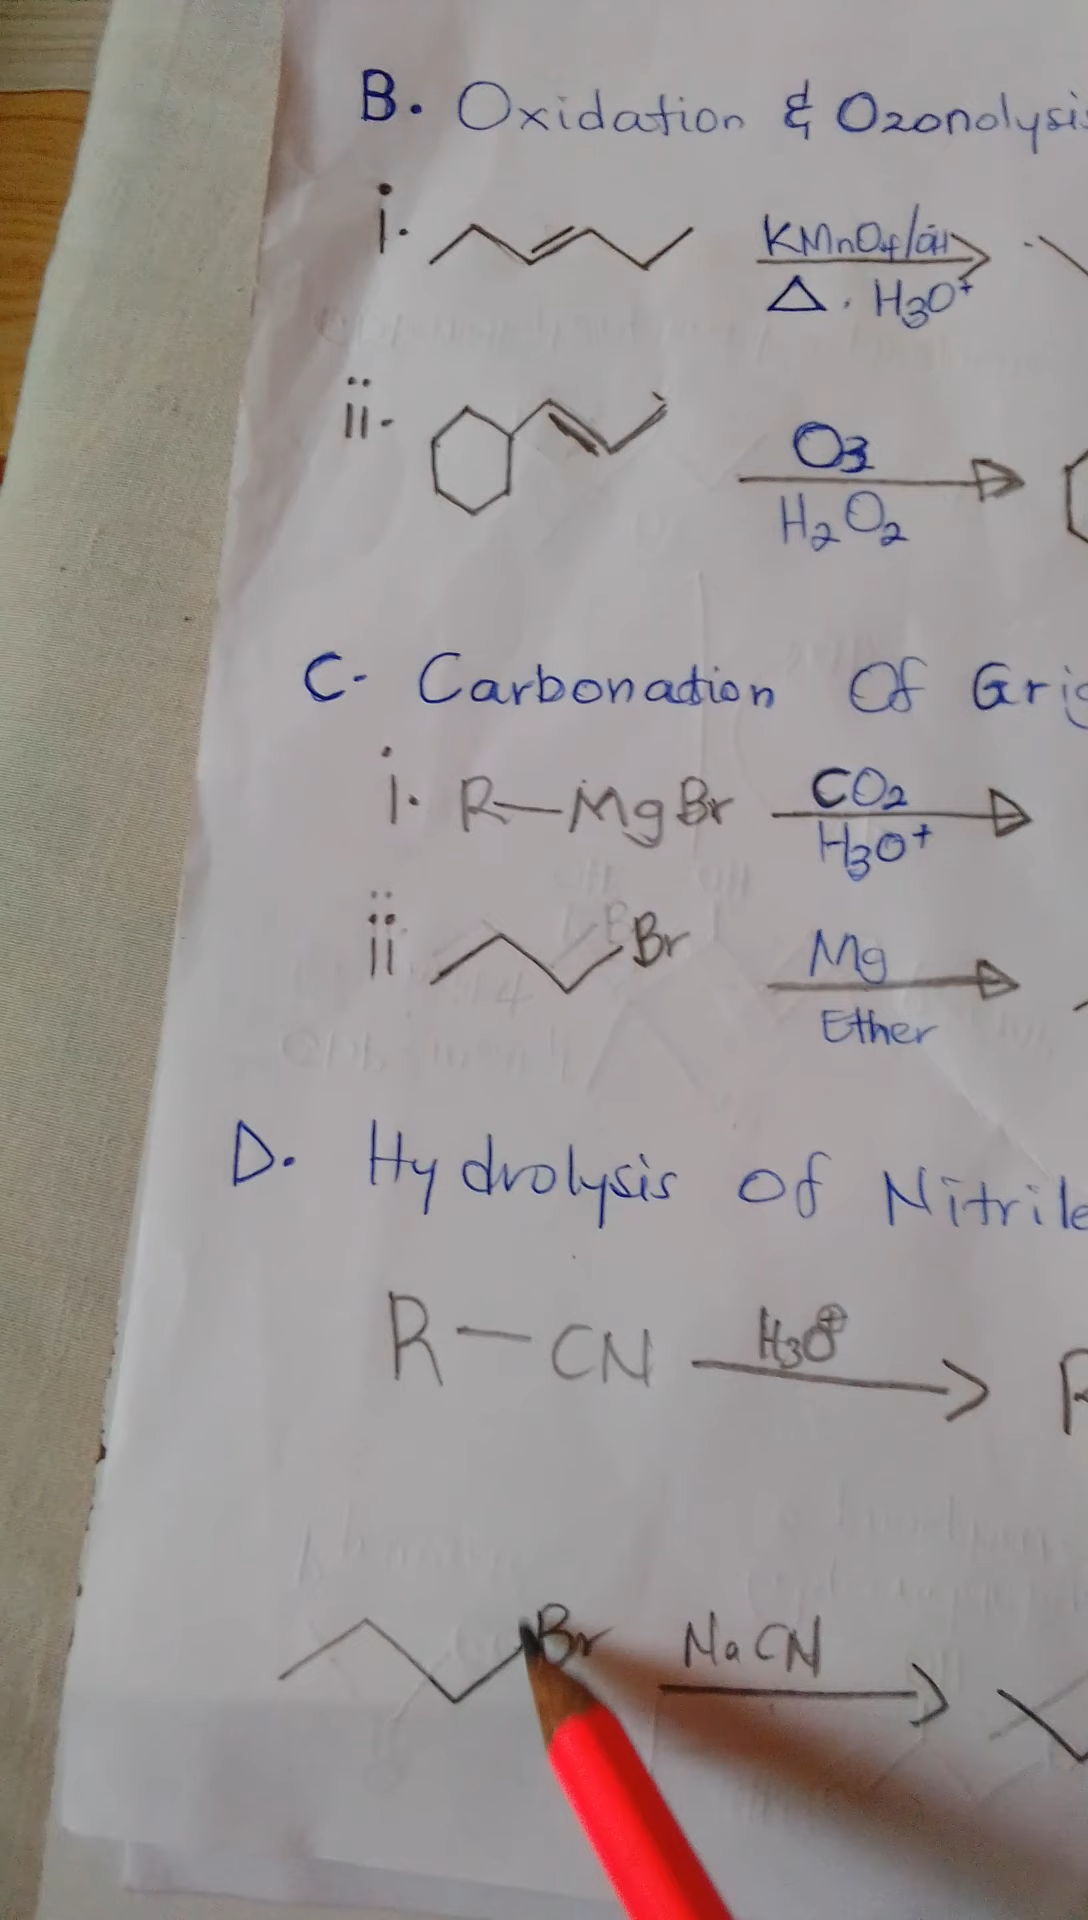 B. Oxidation & Ozonolysis
i. KMnO4/OH
Δ. H3O+
ii. O3
H2O2
C- Carbonation Of Grig
i. R—MgBr CO2
H3O+
ii Br Mg
Ether
D. Hydrolysis Of Nitrile
R—CN H3O⊕ R
Br NaCN